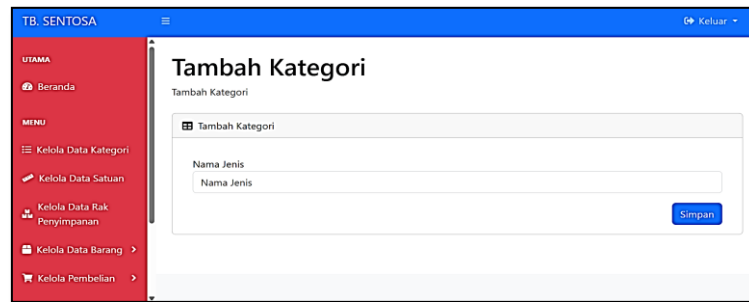 TB. SENTOSA
Keluar
UTAMA
Beranda
MENU
Kelola Data Kategori
Kelola Data Satuan
Kelola Data Rak
Penyimpanan
Kelola Data Barang
Kelola Pembelian
Tambah Kategori
Tambah Kategori
Tambah Kategori
Nama Jenis
Nama Jenis
Simpan